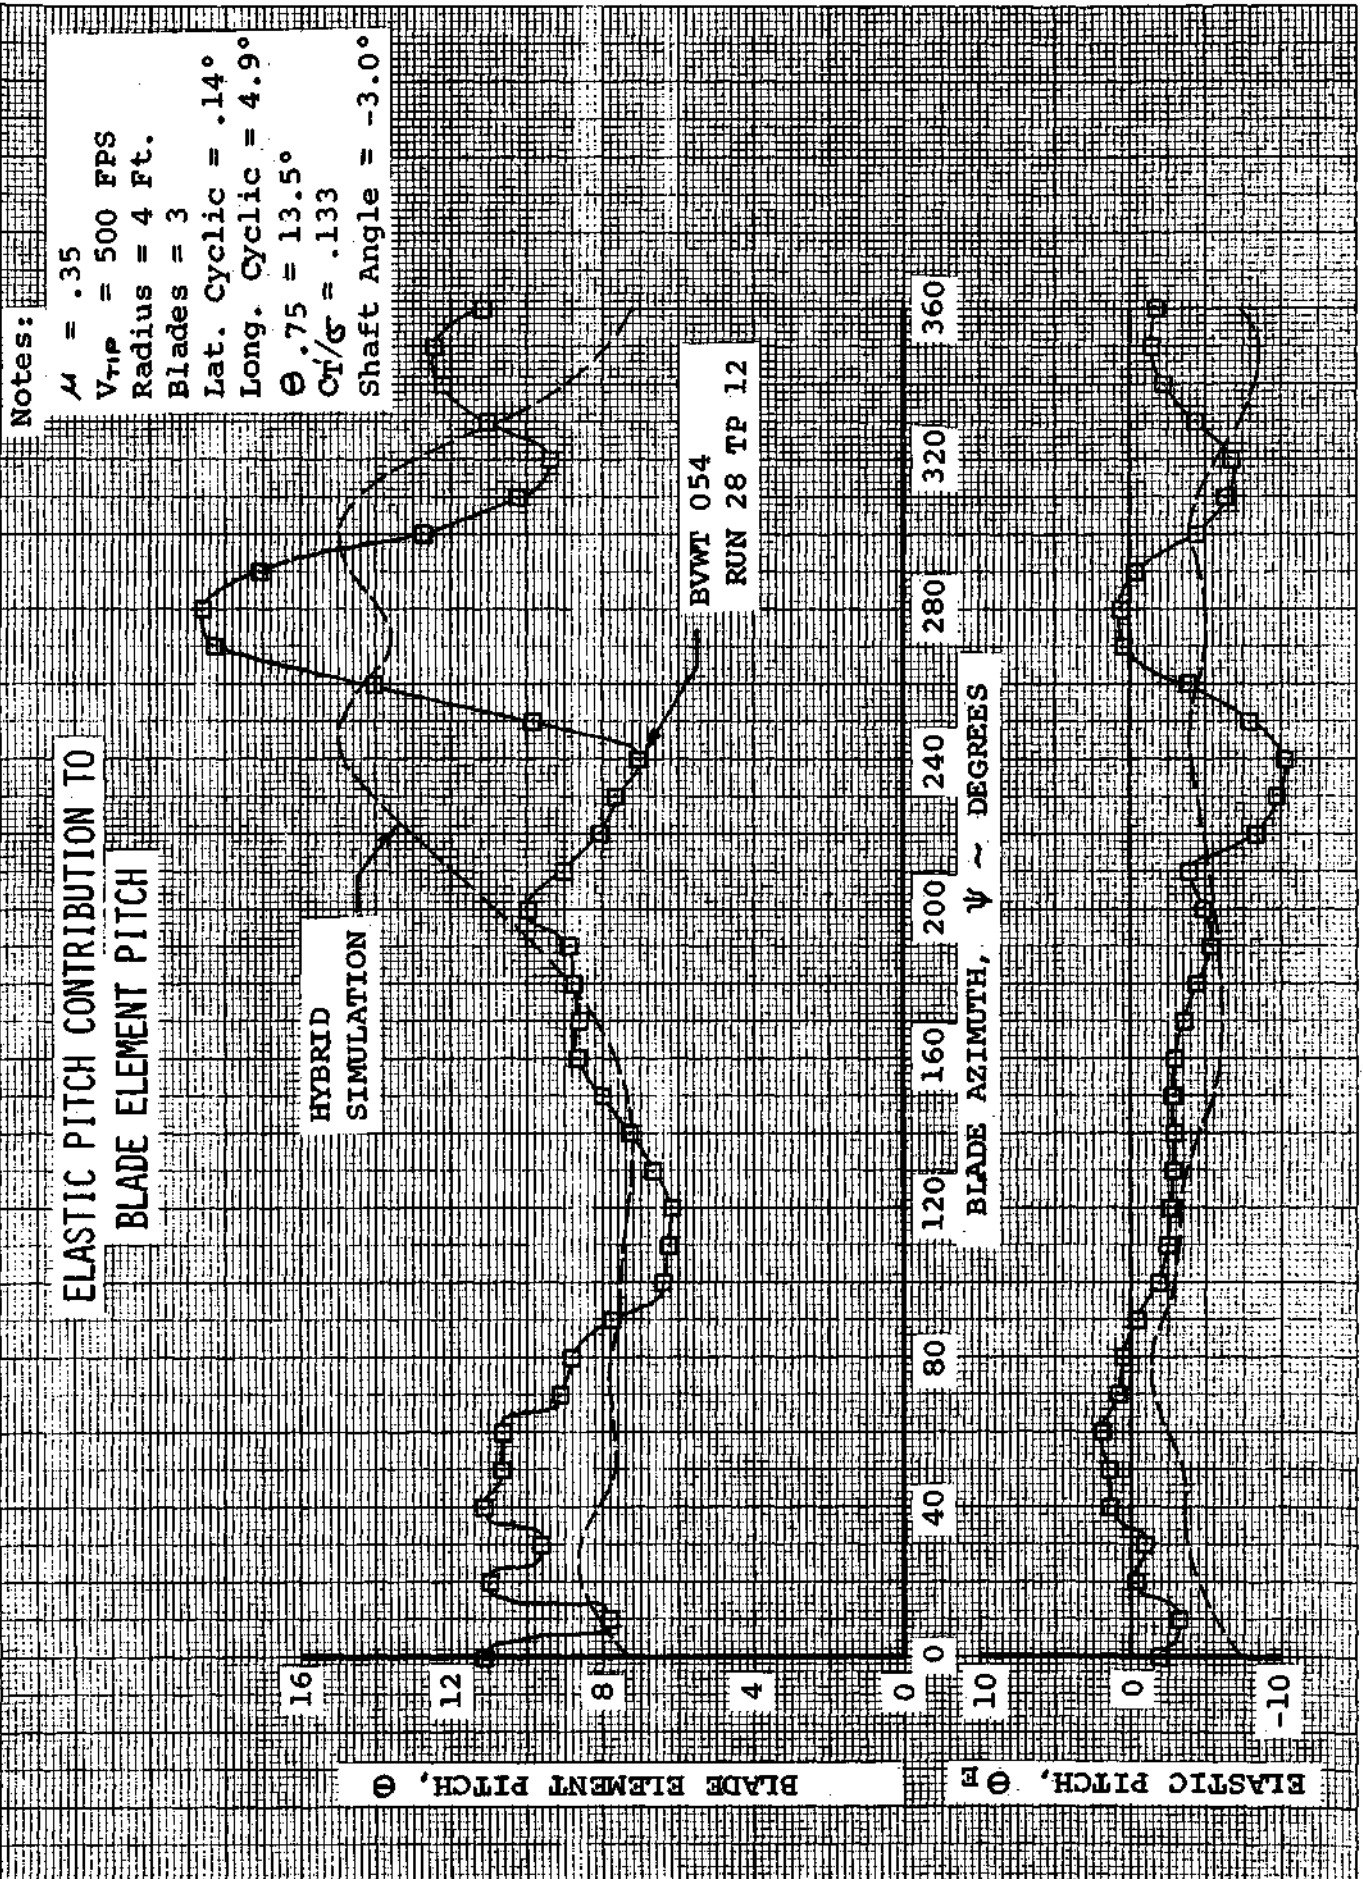 ELASTIC PITCH CONTRIBUTION TO
BLADE ELEMENT PITCH
Notes:
μ = .35
VTIP = 500 FPS
Radius = 4 Ft.
Blades = 3
Lat. Cyclic = .14°
Long. Cyclic = 4.9°
Θ .75 = 13.5°
CT'/σ = .133
Shaft Angle = -3.0°
HYBRID
SIMULATION
BVWT 054
RUN 28 TP 12
BLADE ELEMENT PITCH, Θ
16
12
8
4
0
0 40 80 120 160 200 240 280 320 360
BLADE AZIMUTH, ψ ~ DEGREES
ELASTIC PITCH, ΘE
10
0
-10